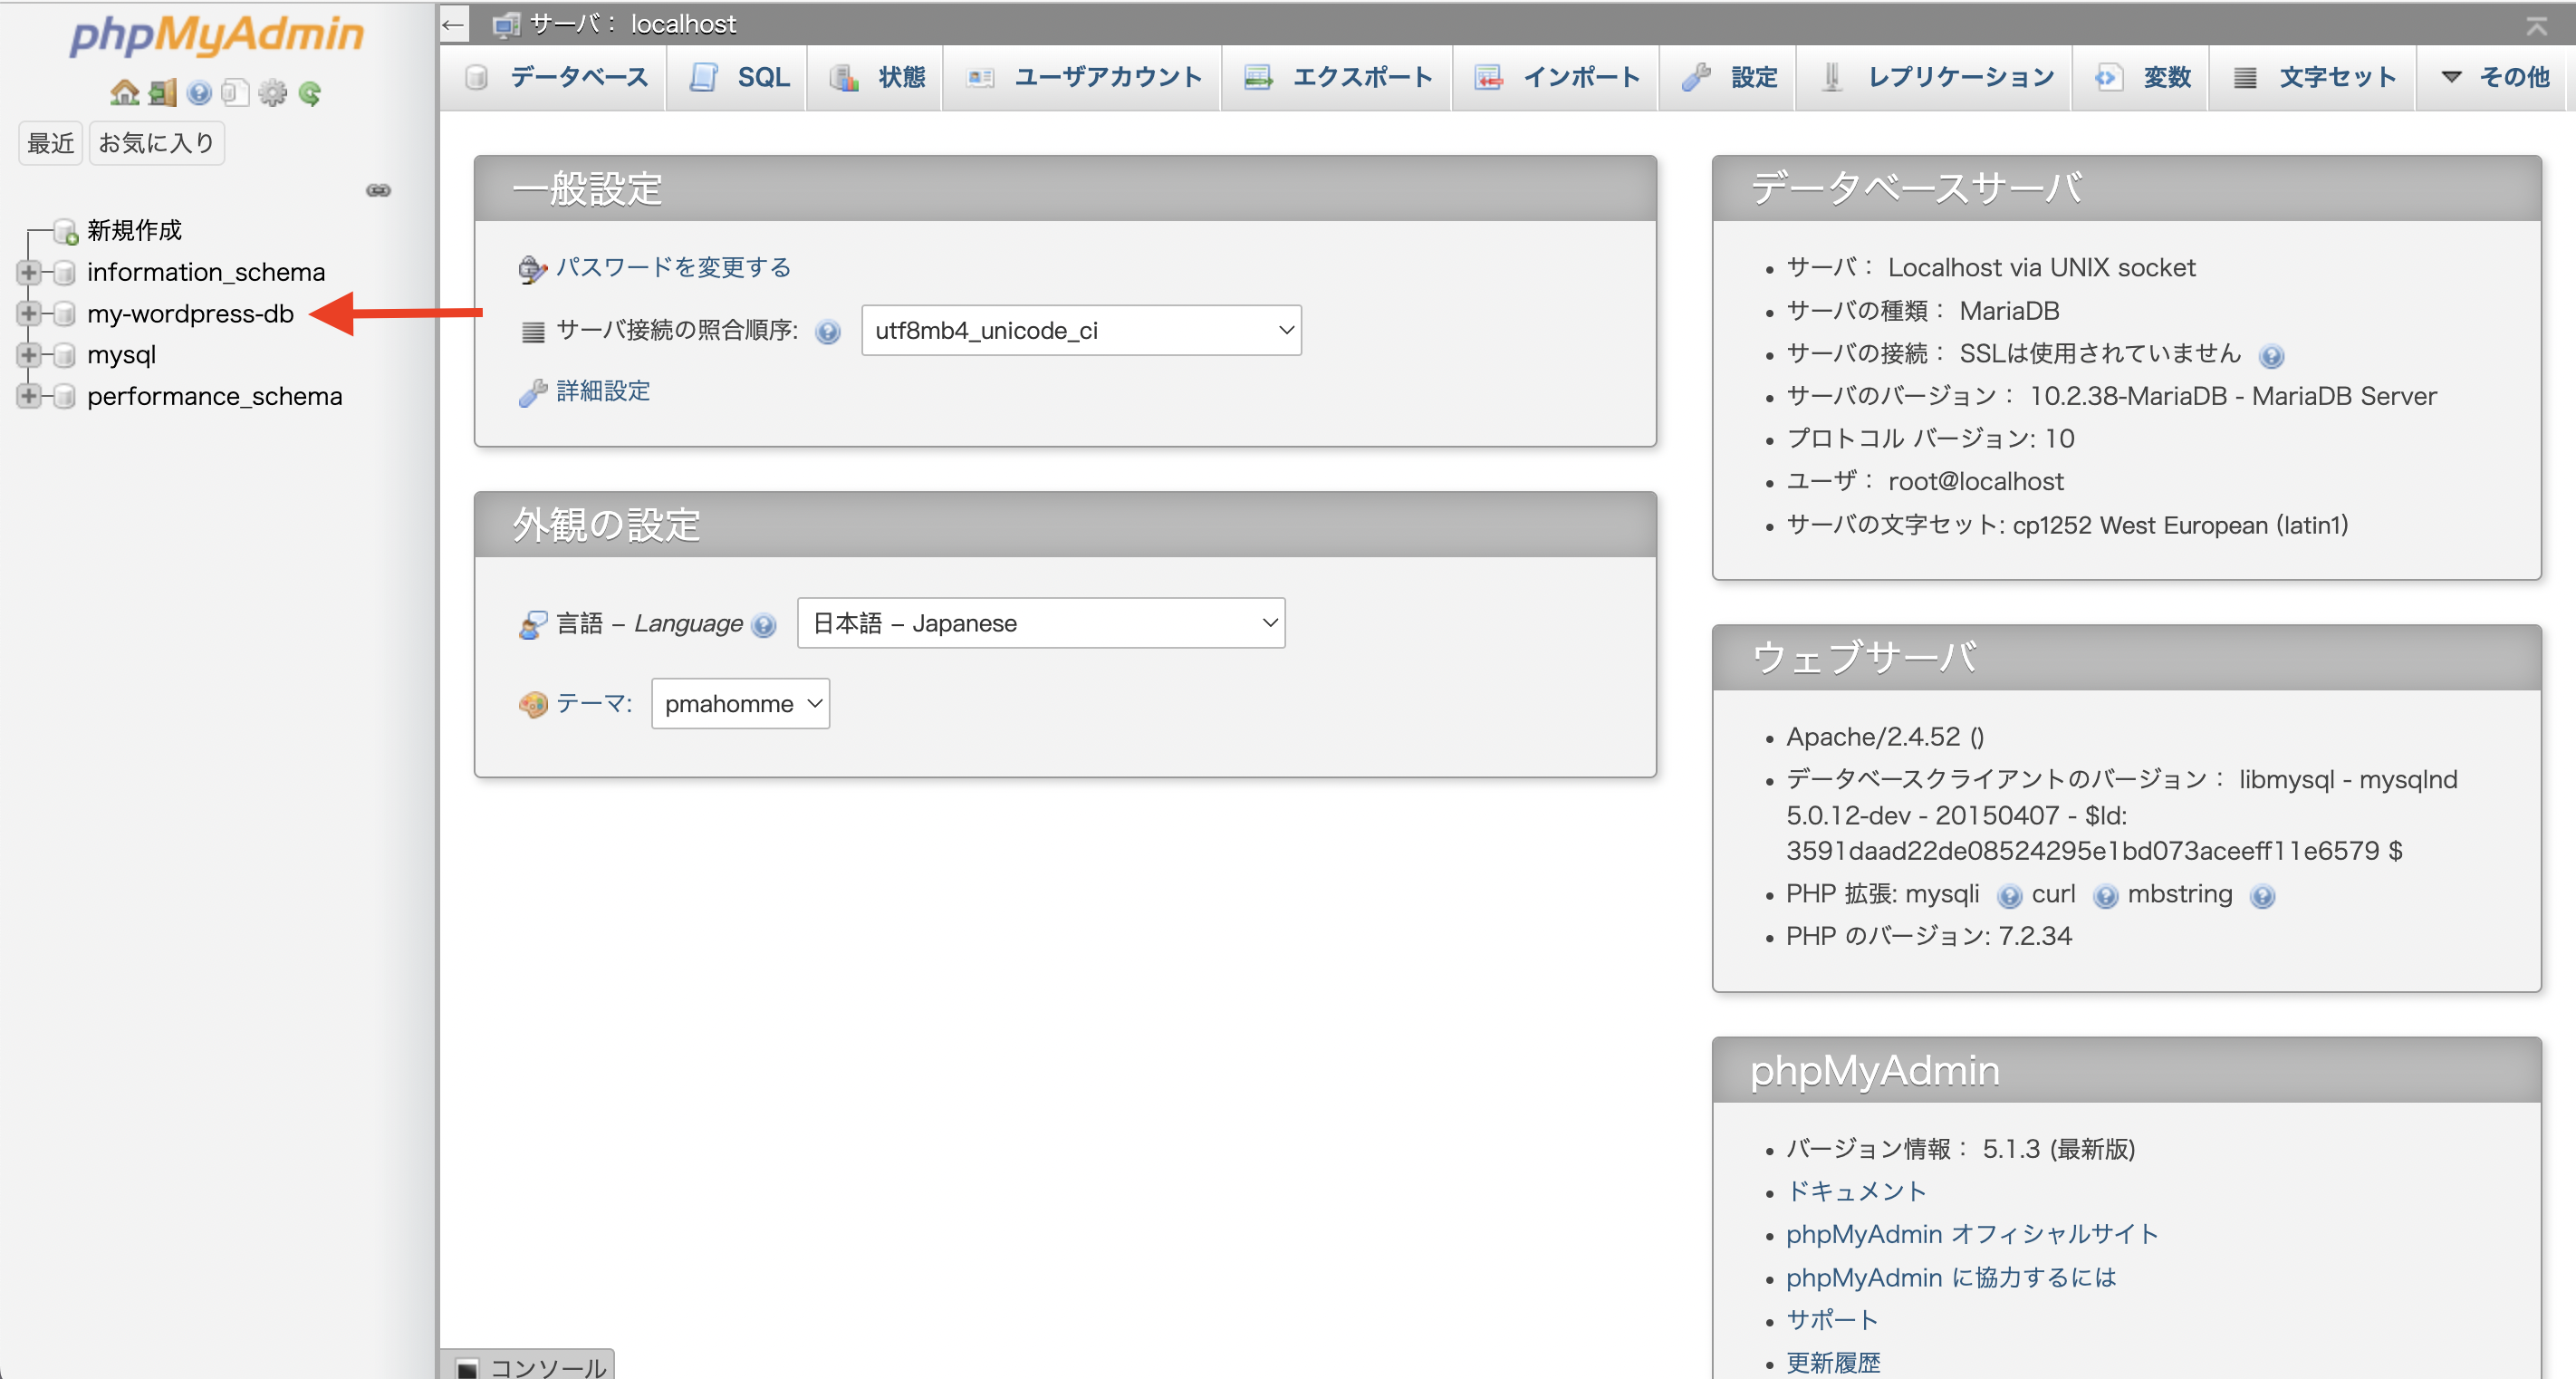 phpMyAdmin
最近 お気に入り
新規作成
information_schema
my-wordpress-db
mysql
performance_schema
← サーバ： localhost
データベース SQL 状態 ユーザアカウント エクスポート インポート 設定 レプリケーション 変数 文字セット その他
一般設定
パスワードを変更する
サーバ接続の照合順序: utf8mb4_unicode_ci
詳細設定
外観の設定
言語 – Language 日本語 – Japanese
テーマ: pmahomme
データベースサーバ
サーバ： Localhost via UNIX socket
サーバの種類： MariaDB
サーバの接続： SSLは使用されていません
サーバのバージョン： 10.2.38-MariaDB - MariaDB Server
プロトコル バージョン: 10
ユーザ： root@localhost
サーバの文字セット: cp1252 West European (latin1)
ウェブサーバ
Apache/2.4.52 ()
データベースクライアントのバージョン： libmysql - mysqlnd
5.0.12-dev - 20150407 - $Id:
3591daad22de08524295e1bd073aceeff11e6579 $
PHP 拡張: mysqli curl mbstring
PHP のバージョン: 7.2.34
phpMyAdmin
バージョン情報： 5.1.3 (最新版)
ドキュメント
phpMyAdmin オフィシャルサイト
phpMyAdmin に協力するには
サポート
更新履歴
コンソール